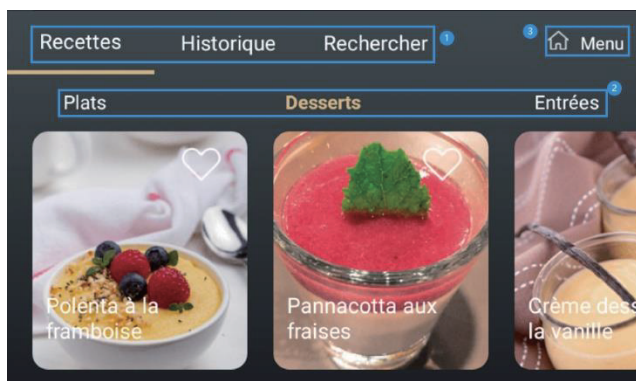 Recettes Historique Rechercher 1 3 Menu
Plats Desserts Entrées 2
Polenta à la
framboise
Pannacotta aux
fraises
Crème dess
la vanille